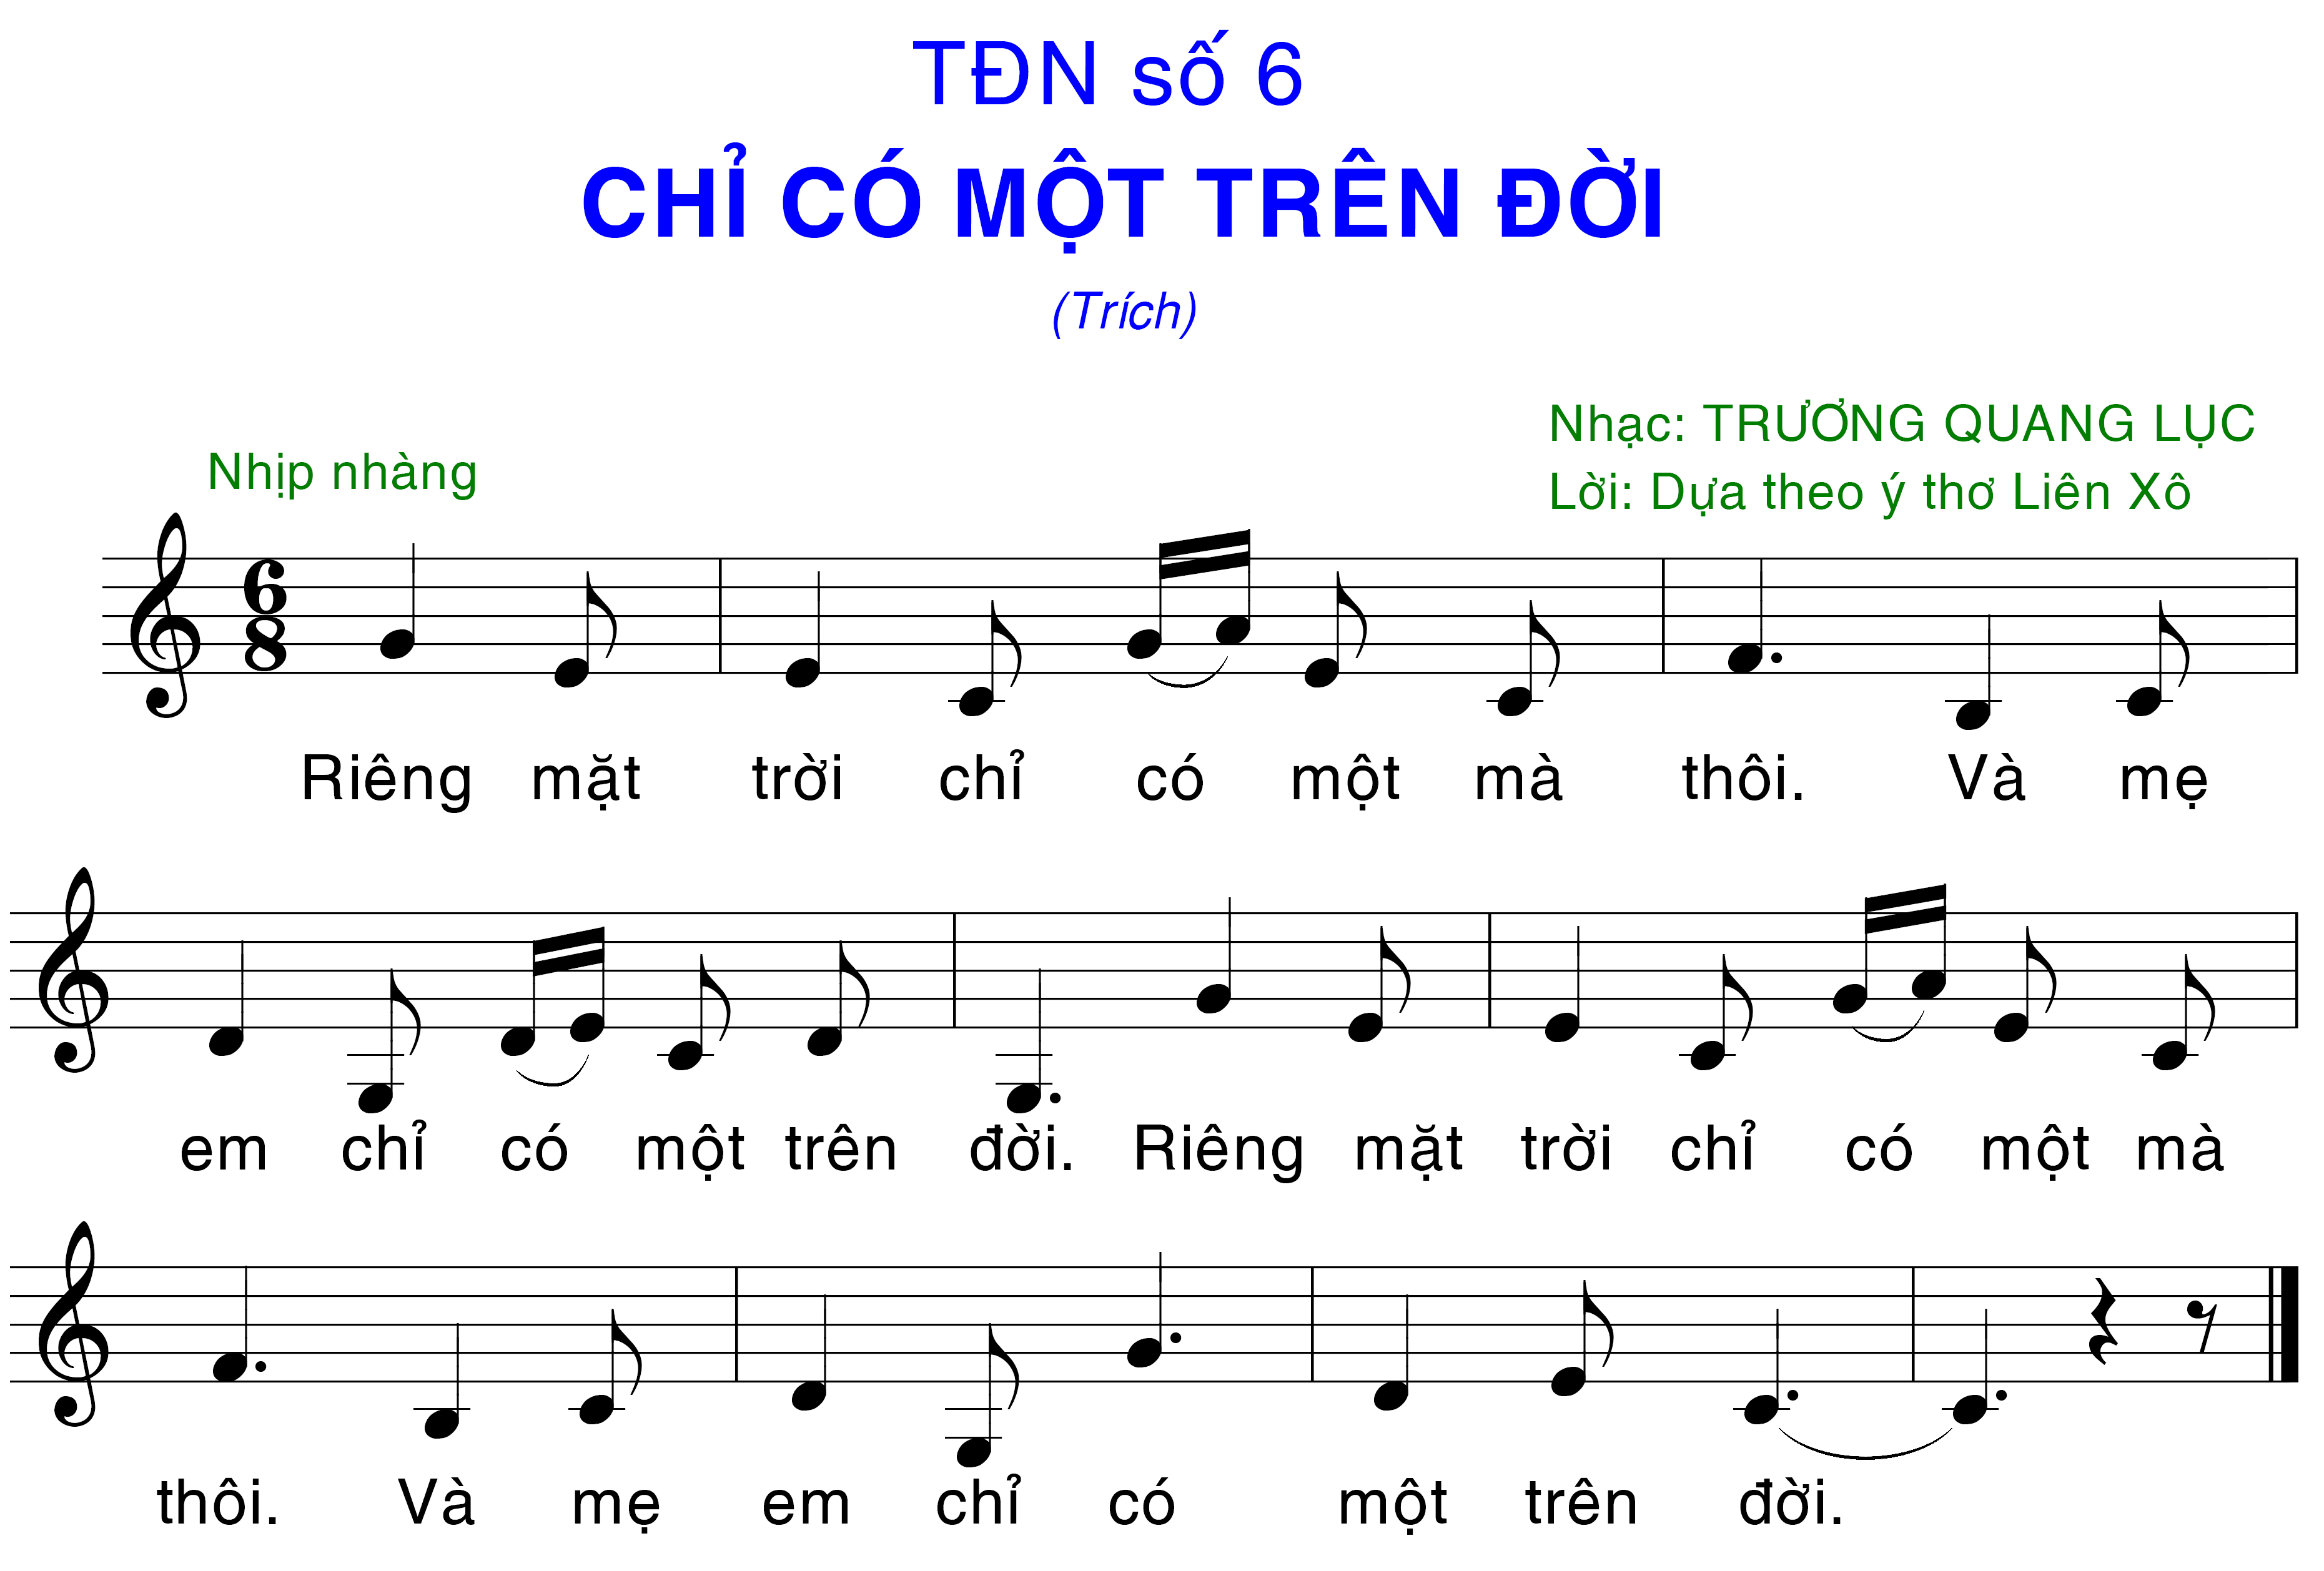 TĐN số 6
CHỈ CÓ MỘT TRÊN ĐỜI
(Trích)
Nhạc: TRƯƠNG QUANG LỤC
Nhịp nhàng
Lời: Dựa theo ý thơ Liên Xô
6
8
Riêng mặt trời chỉ có một mà thôi. Và mẹ
em chỉ có một trên đời. Riêng mặt trời chỉ có một mà
thôi. Và mẹ em chỉ có một trên đời.